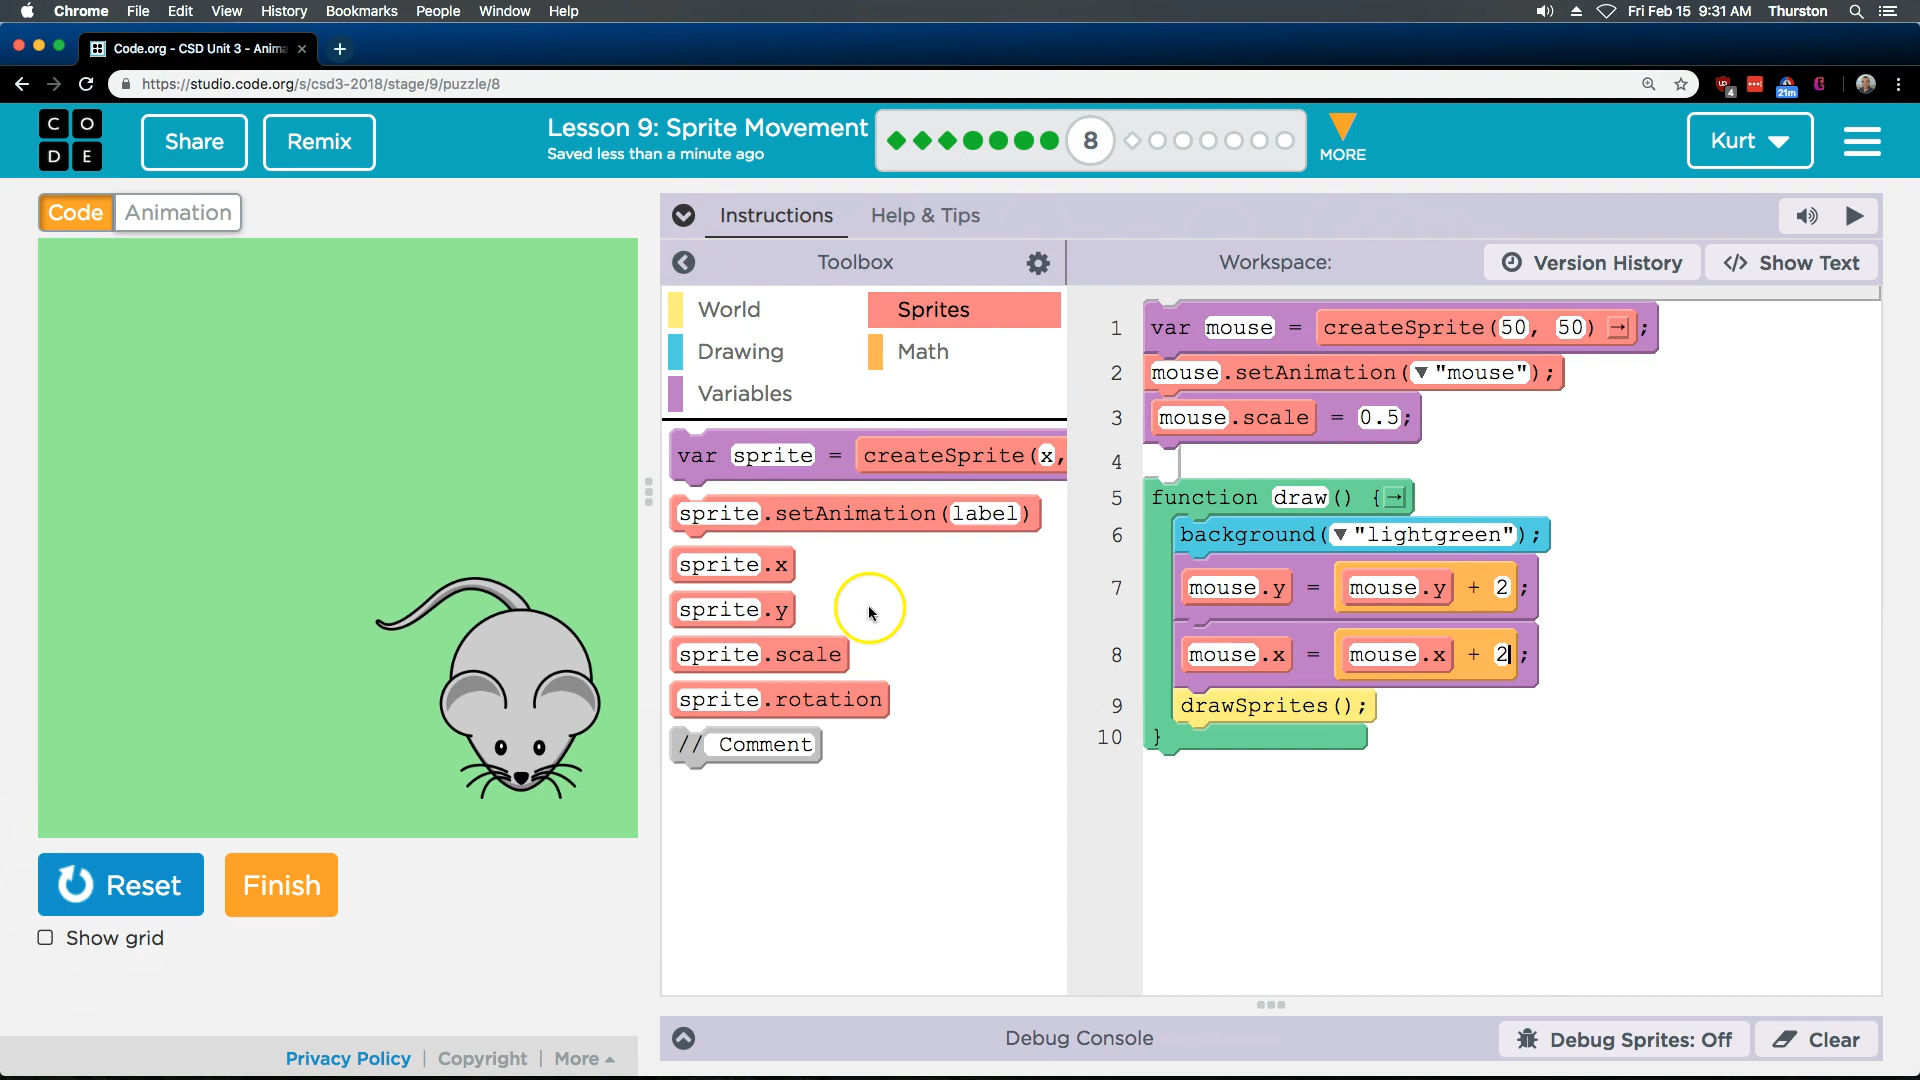 Chrome File Edit View History Bookmarks People Window Help
Fri Feb 15 9:31 AM Thurston
Code.org - CSD Unit 3 - Anima
https://studio.code.org/s/csd3-2018/stage/9/puzzle/8
4
21m
C O D E
Share
Remix
Lesson 9: Sprite Movement
Saved less than a minute ago
8
MORE
Kurt
Code Animation
Instructions
Help & Tips
Toolbox
Workspace:
Version History
</> Show Text
World
Sprites
Drawing
Math
Variables
var sprite = createSprite(x,
sprite.setAnimation(label)
sprite.x
sprite.y
sprite.scale
sprite.rotation
// Comment
1 var mouse = createSprite(50, 50) → ;
2 mouse.setAnimation(▼ "mouse");
3 mouse.scale = 0.5;
4
5 function draw() { →
6 background(▼ "lightgreen");
7 mouse.y = mouse.y + 2 ;
8 mouse.x = mouse.x + 2 ;
9 drawSprites();
10 }
Reset
Finish
Show grid
Privacy Policy | Copyright | More
Debug Console
Debug Sprites: Off
Clear